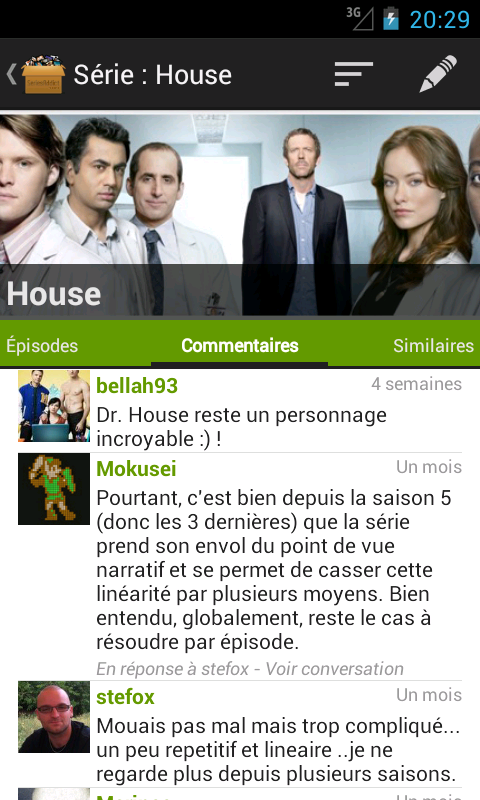 3G 20:29
Série : House
House
Épisodes Commentaires Similaires
bellah93 4 semaines
Dr. House reste un personnage
incroyable :) !
Mokusei Un mois
Pourtant, c'est bien depuis la saison 5
(donc les 3 dernières) que la série
prend son envol du point de vue
narratif et se permet de casser cette
linéarité par plusieurs moyens. Bien
entendu, globalement, reste le cas à
résoudre par épisode.
En réponse à stefox - Voir conversation
stefox Un mois
Mouais pas mal mais trop compliqué...
un peu repetitif et lineaire ..je ne
regarde plus depuis plusieurs saisons.
Un mois